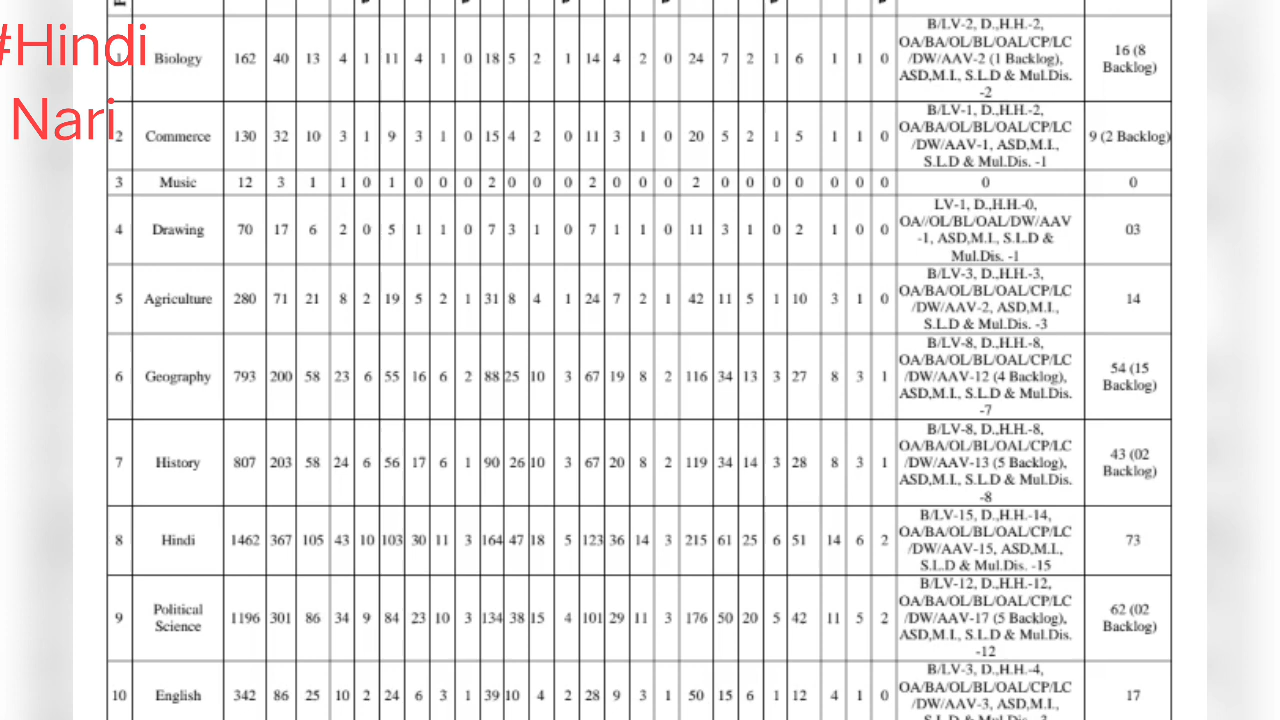 #Hindi
Nari
1 Biology 162 40 13 4 1 11 4 1 0 18 5 2 1 14 4 2 0 24 7 2 1 6 1 1 0 B/LV-2, D.,H.H.-2, OA/BA/OL/BL/OAL/CP/LC /DW/AAV-2 (1 Backlog), ASD,M.I., S.L.D & Mul.Dis. -2 16 (8 Backlog)
2 Commerce 130 32 10 3 1 9 3 1 0 15 4 2 0 11 3 1 0 20 5 2 1 5 1 1 0 B/LV-1, D.,H.H.-2, OA/BA/OL/BL/OAL/CP/LC /DW/AAV-1, ASD,M.I., S.L.D & Mul.Dis. -1 9 (2 Backlog)
3 Music 12 3 1 1 0 1 0 0 0 2 0 0 0 2 0 0 0 2 0 0 0 0 0 0 0 0 0
4 Drawing 70 17 6 2 0 5 1 1 0 7 3 1 0 7 1 1 0 11 3 1 0 2 1 0 0 LV-1, D.,H.H.-0, OA//OL/BL/OAL/DW/AAV -1, ASD,M.I., S.L.D & Mul.Dis. -1 03
5 Agriculture 280 71 21 8 2 19 5 2 1 31 8 4 1 24 7 2 1 42 11 5 1 10 3 1 0 B/LV-3, D.,H.H.-3, OA/BA/OL/BL/OAL/CP/LC /DW/AAV-2, ASD,M.I., S.L.D & Mul.Dis. -3 14
6 Geography 793 200 58 23 6 55 16 6 2 88 25 10 3 67 19 8 2 116 34 13 3 27 8 3 1 B/LV-8, D.,H.H.-8, OA/BA/OL/BL/OAL/CP/LC /DW/AAV-12 (4 Backlog), ASD,M.I., S.L.D & Mul.Dis. -7 54 (15 Backlog)
7 History 807 203 58 24 6 56 17 6 1 90 26 10 3 67 20 8 2 119 34 14 3 28 8 3 1 B/LV-8, D.,H.H.-8, OA/BA/OL/BL/OAL/CP/LC /DW/AAV-13 (5 Backlog), ASD,M.I., S.L.D & Mul.Dis. -8 43 (02 Backlog)
8 Hindi 1462 367 105 43 10 103 30 11 3 164 47 18 5 123 36 14 3 215 61 25 6 51 14 6 2 B/LV-15, D.,H.H.-14, OA/BA/OL/BL/OAL/CP/LC /DW/AAV-15, ASD,M.I., S.L.D & Mul.Dis. -15 73
9 Political Science 1196 301 86 34 9 84 23 10 3 134 38 15 4 101 29 11 3 176 50 20 5 42 11 5 2 B/LV-12, D.,H.H.-12, OA/BA/OL/BL/OAL/CP/LC /DW/AAV-17 (5 Backlog), ASD,M.I., S.L.D & Mul.Dis. -12 62 (02 Backlog)
10 English 342 86 25 10 2 24 6 3 1 39 10 4 2 28 9 3 1 50 15 6 1 12 4 1 0 B/LV-3, D.,H.H.-4, OA/BA/OL/BL/OAL/CP/LC /DW/AAV-3, ASD,M.I., 17